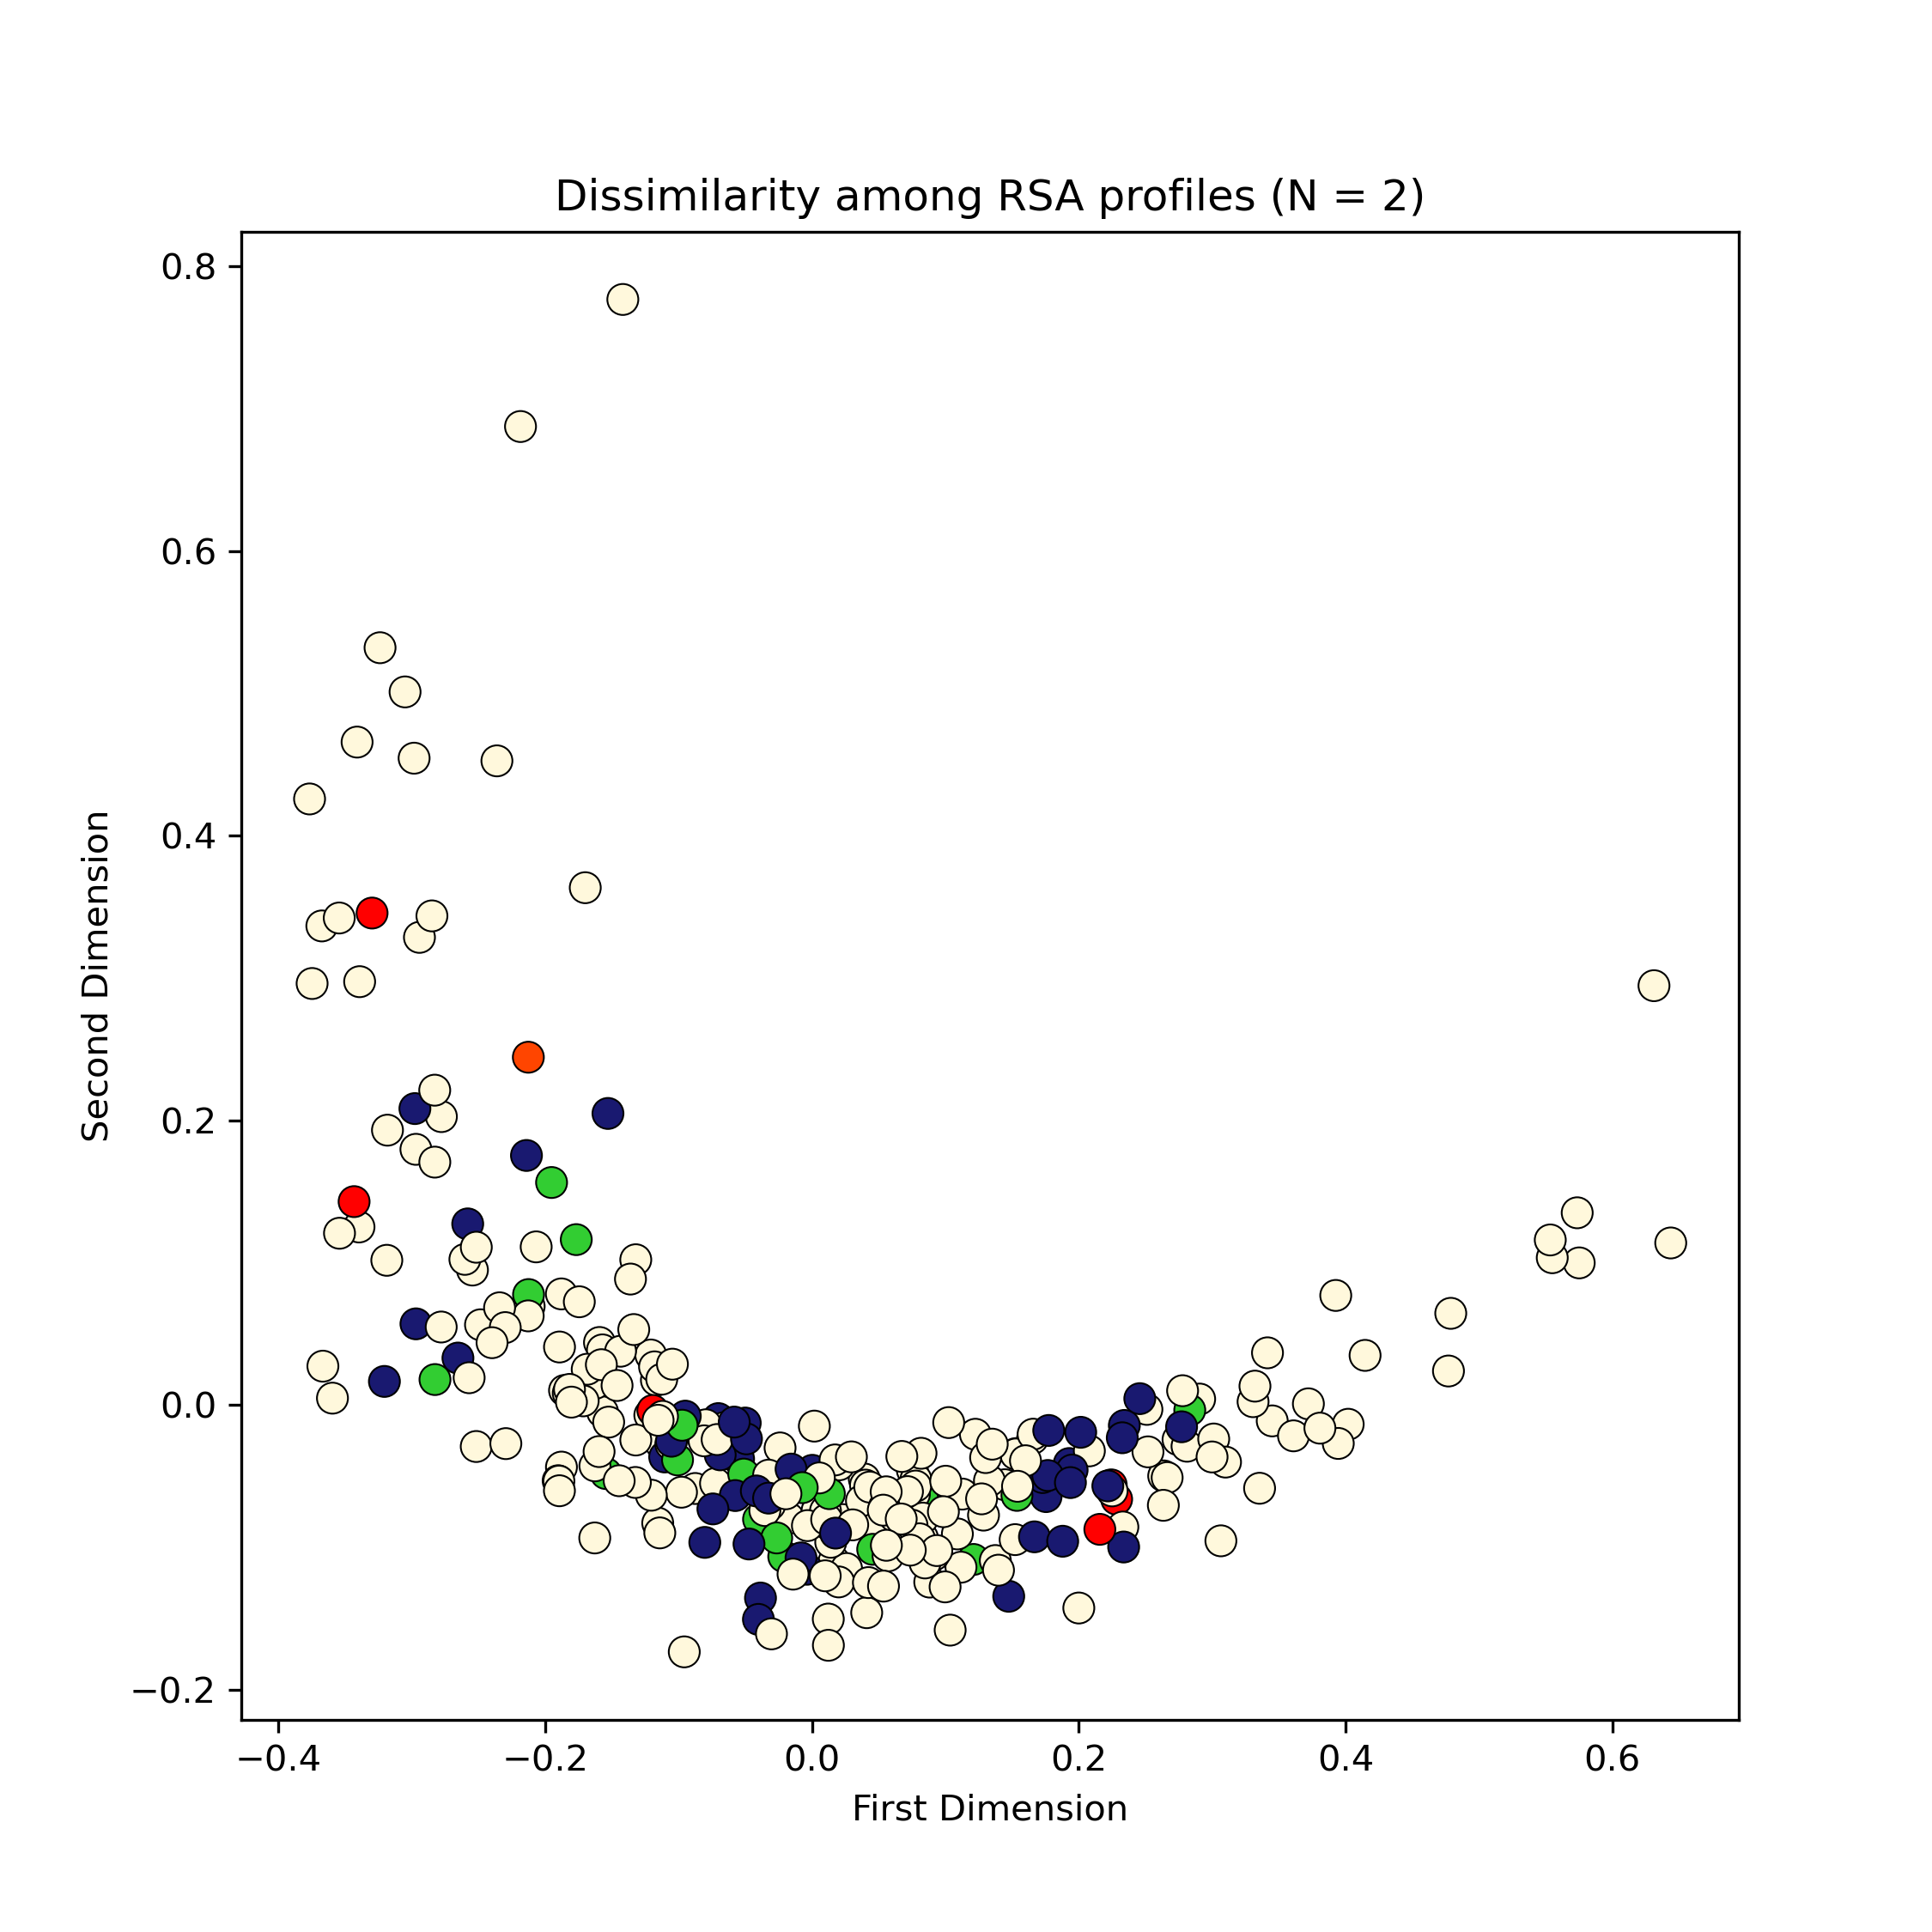 Dissimilarity among RSA profiles (N = 2)
0.8
0.6
0.4
0.2
0.0
−0.2
Second Dimension
−0.4 −0.2 0.0 0.2 0.4 0.6
First Dimension